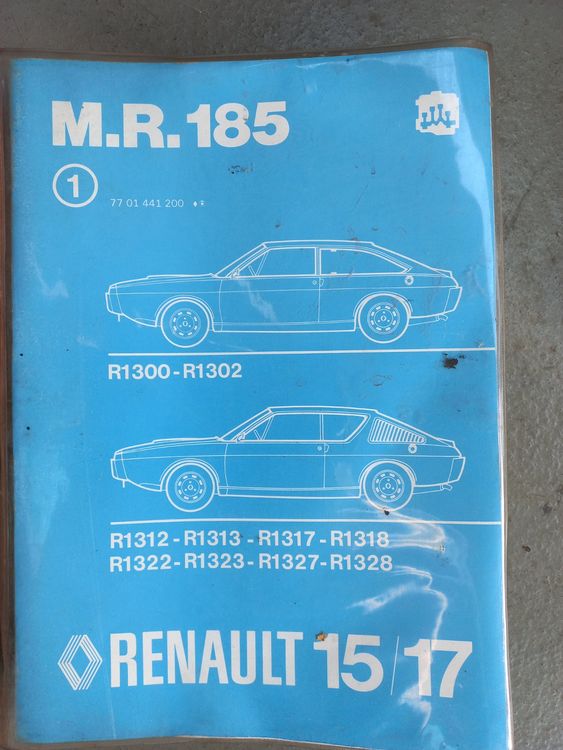 M.R.185
1
77 01 441 200
R1300-R1302
R1312-R1313-R1317-R1318
R1322-R1323-R1327-R1328
RENAULT 15/17